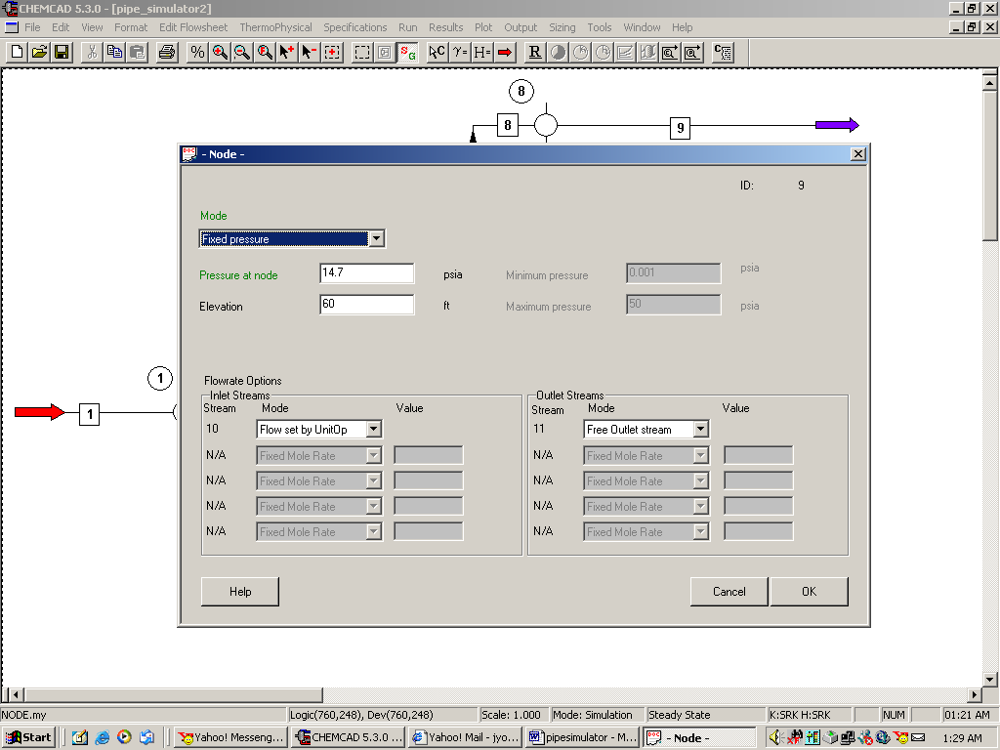 CHEMCAD 5.3.0 - [pipe_simulator2]
File Edit View Format Edit Flowsheet ThermoPhysical Specifications Run Results Plot Output Sizing Tools Window Help
% S G C γ= H= R C
8
8
9
- Node -
ID: 9
Mode
Fixed pressure
Pressure at node 14.7 psia Minimum pressure 0.001 psia
Elevation 60 ft Maximum pressure 50 psia
1
1
Flowrate Options
Inlet Streams Outlet Streams
Stream Mode Value Stream Mode Value
10 Flow set by UnitOp 11 Free Outlet stream
N/A Fixed Mole Rate N/A Fixed Mole Rate
N/A Fixed Mole Rate N/A Fixed Mole Rate
N/A Fixed Mole Rate N/A Fixed Mole Rate
N/A Fixed Mole Rate N/A Fixed Mole Rate
Help Cancel OK
NODE.my Logic(760,248), Dev(760,248) Scale: 1.000 Mode: Simulation Steady State K:SRK H:SRK NUM 01:21 AM
Start Yahoo! Messeng... CHEMCAD 5.3.0 ... Yahoo! Mail - jyo... pipesimulator - M... - Node - 1:29 AM